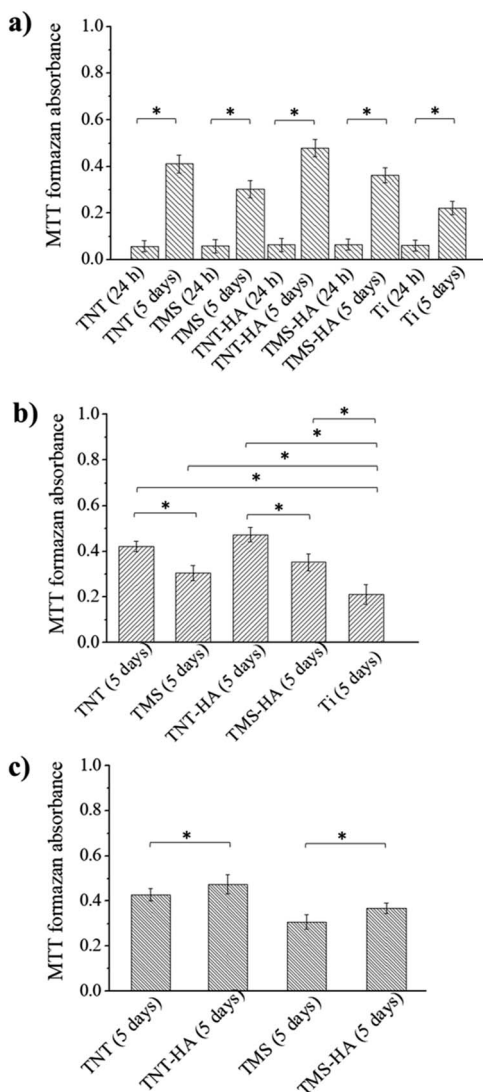 a)
MTT formazan absorbance
1.0
0.8
0.6
0.4
0.2
0.0
* * * * *
TNT (24 h)
TNT (5 days)
TMS (24 h)
TMS (5 days)
TNT-HA (24 h)
TNT-HA (5 days)
TMS-HA (24 h)
TMS-HA (5 days)
Ti (24 h)
Ti (5 days)
b)
MTT formazan absorbance
1.0
0.8
0.6
0.4
0.2
0.0
*
*
*
*
* *
TNT (5 days)
TMS (5 days)
TNT-HA (5 days)
TMS-HA (5 days)
Ti (5 days)
c)
MTT formazan absorbance
1.0
0.8
0.6
0.4
0.2
0.0
* *
TNT (5 days)
TNT-HA (5 days)
TMS (5 days)
TMS-HA (5 days)